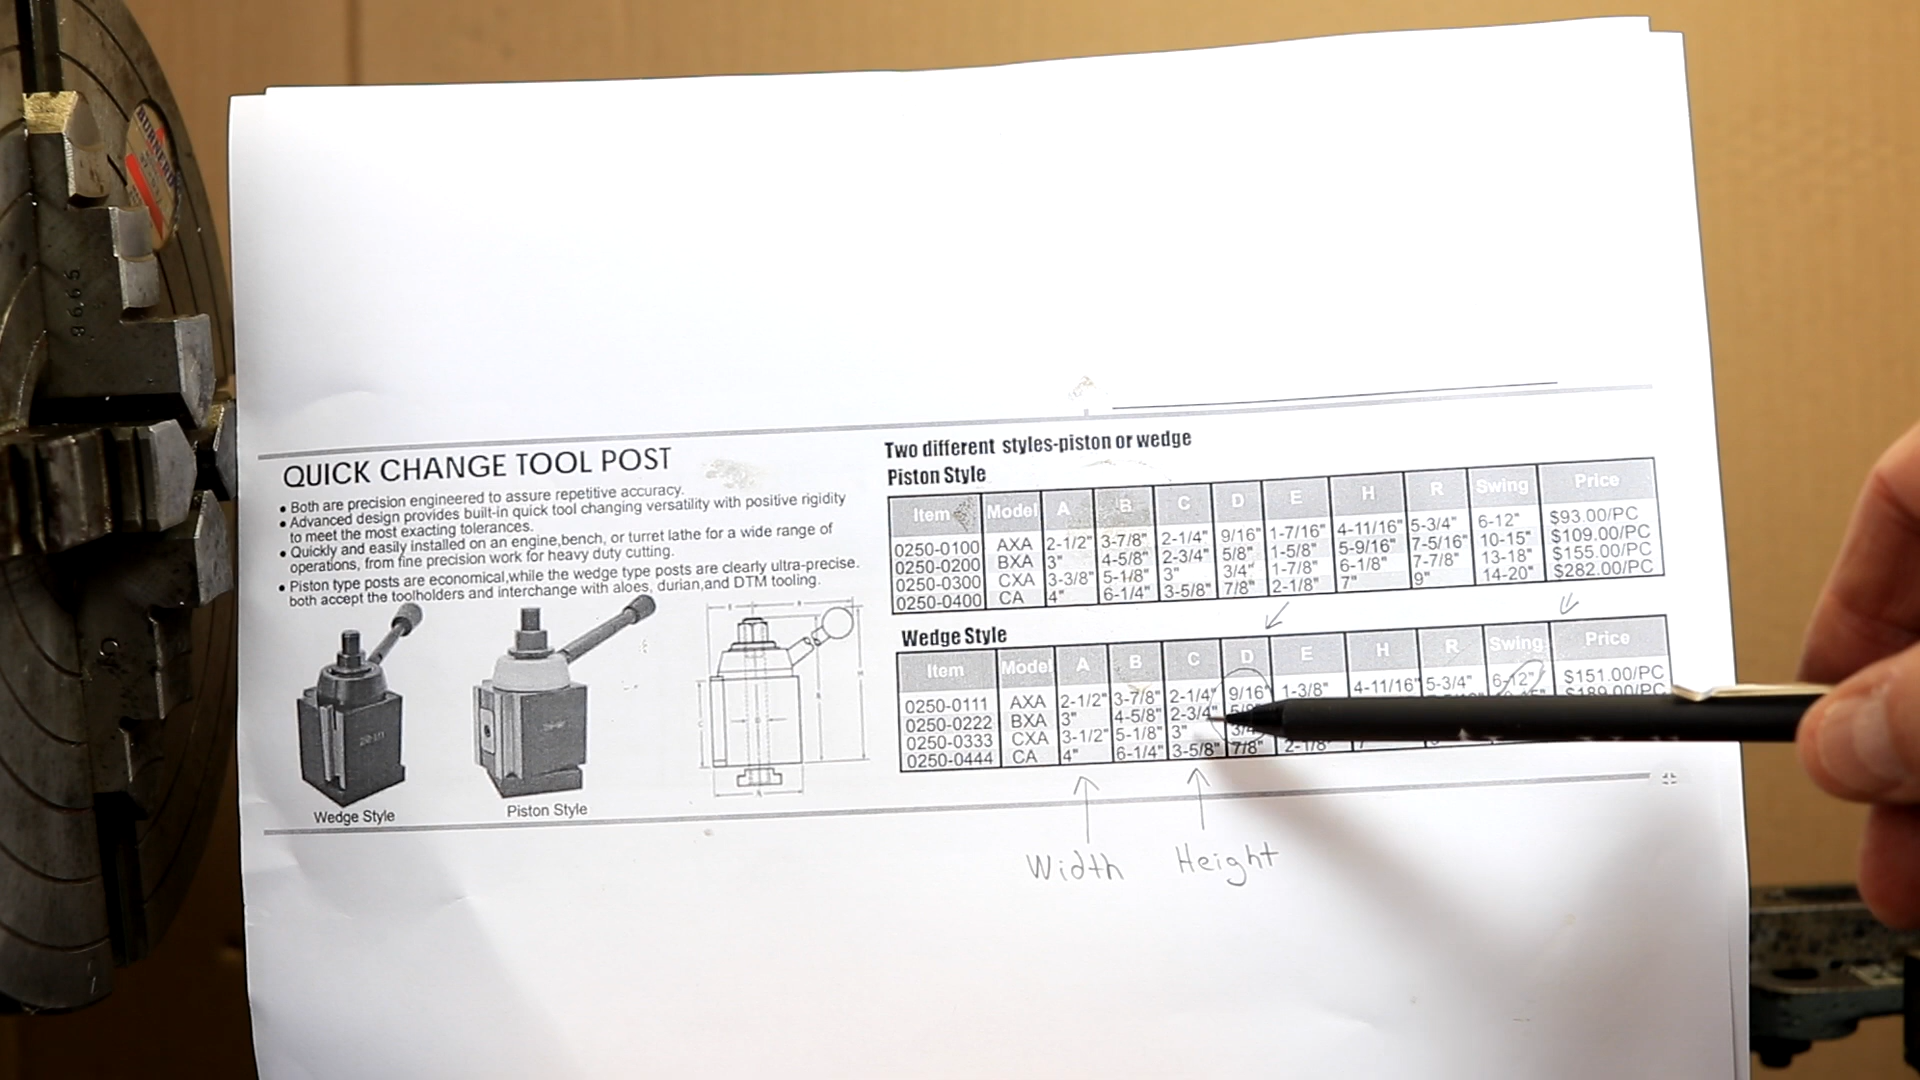 QUICK CHANGE TOOL POST
• Both are precision engineered to assure repetitive accuracy.
• Advanced design provides built-in quick tool changing versatility with positive rigidity
to meet the most exacting tolerances.
• Quickly and easily installed on an engine,bench, or turret lathe for a wide range of
operations, from fine precision work for heavy duty cutting.
• Piston type posts are economical,while the wedge type posts are clearly ultra-precise.
both accept the toolholders and interchange with aloes, durian,and DTM tooling.
Wedge Style
Piston Style
Two different styles-piston or wedge
Piston Style
Item Model A B C D E H R Swing Price
0250-0100 AXA 2-1/2" 3-7/8" 2-1/4" 9/16" 1-7/16" 4-11/16" 5-3/4" 6-12" $93.00/PC
0250-0200 BXA 3" 4-5/8" 2-3/4" 5/8" 1-5/8" 5-9/16" 7-5/16" 10-15" $109.00/PC
0250-0300 CXA 3-3/8" 5-1/8" 3" 3/4" 1-7/8" 6-1/8" 7-7/8" 13-18" $155.00/PC
0250-0400 CA 4" 6-1/4" 3-5/8" 7/8" 2-1/8" 7" 9" 14-20" $282.00/PC
Wedge Style
Item Model A B C D E H R Swing Price
0250-0111 AXA 2-1/2" 3-7/8" 2-1/4" 9/16" 1-3/8" 4-11/16" 5-3/4" 6-12" $151.00/PC
0250-0222 BXA 3" 4-5/8" 2-3/4" $189.00/PC
0250-0333 CXA 3-1/2" 5-1/8" 3" 3/4"
0250-0444 CA 4" 6-1/4" 3-5/8" 7/8" 2-1/8"
Width Height
BURNERD
8665